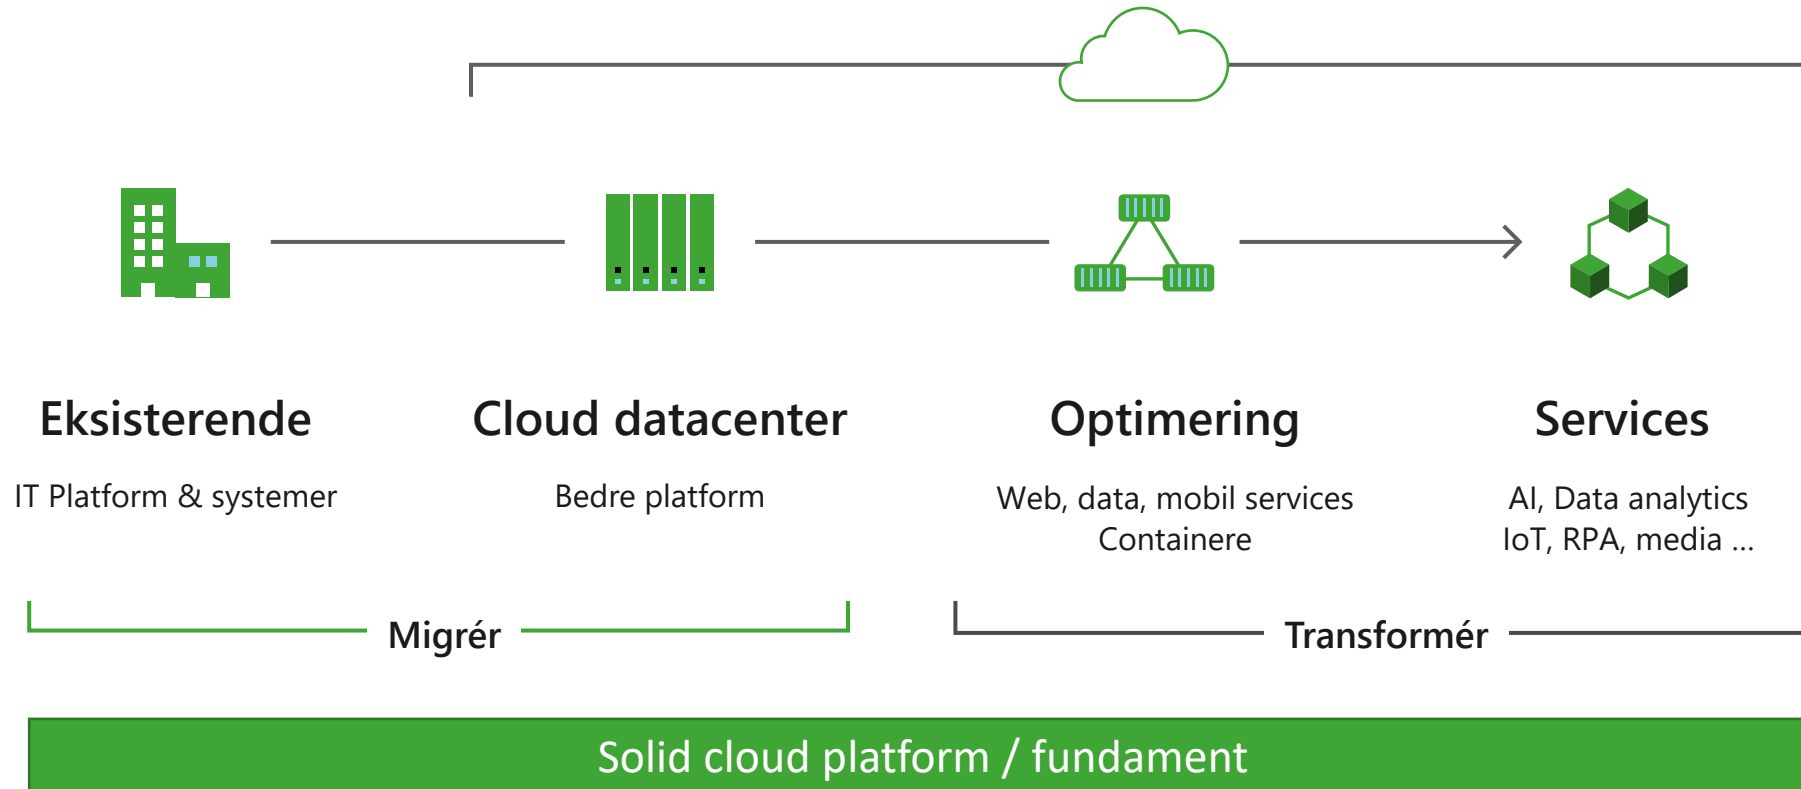 Eksisterende
IT Platform & systemer
Cloud datacenter
Bedre platform
Optimering
Web, data, mobil services
Containere
Services
AI, Data analytics
IoT, RPA, media ...
Migrér
Transformér
Solid cloud platform / fundament